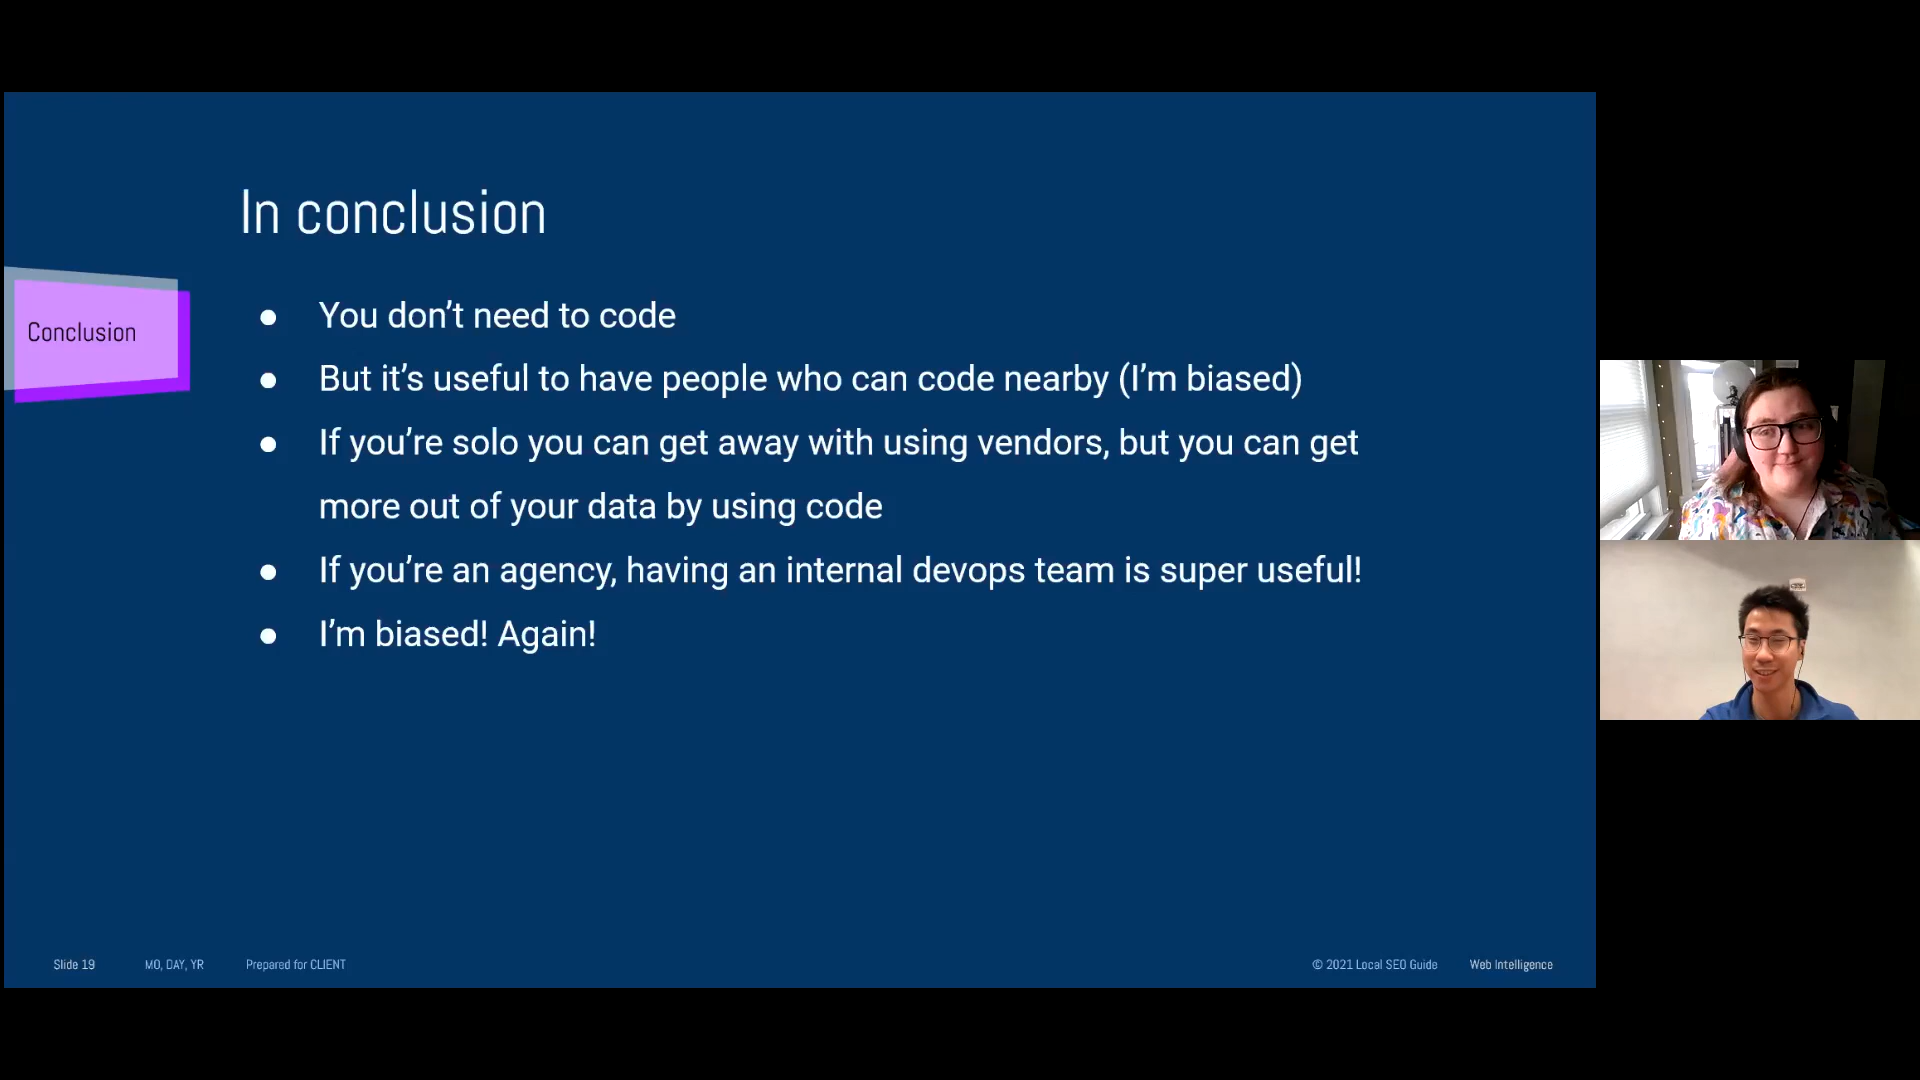 In conclusion
Conclusion
● You don’t need to code
● But it’s useful to have people who can code nearby (I’m biased)
● If you’re solo you can get away with using vendors, but you can get
more out of your data by using code
● If you’re an agency, having an internal devops team is super useful!
● I’m biased! Again!
Slide 19 MO, DAY, YR Prepared for CLIENT © 2021 Local SEO Guide Web Intelligence